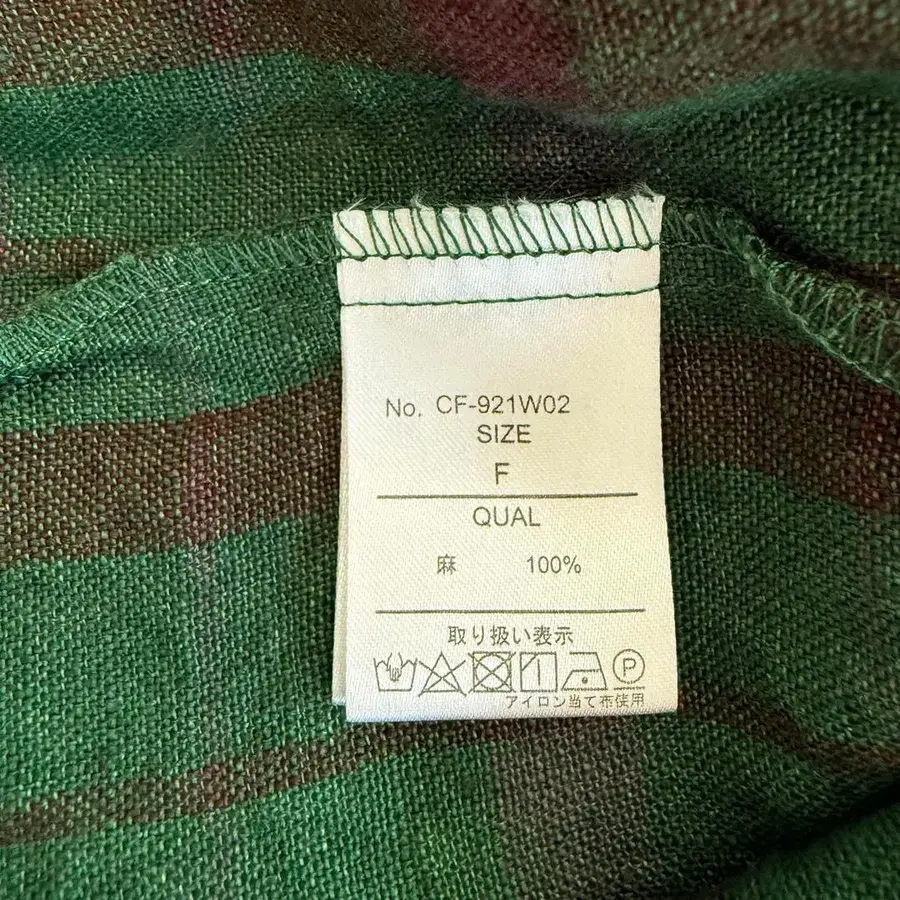 No. CF-921W02
SIZE
F
QUAL
麻 100%
取り扱い表示
P
アイロン当て布使用